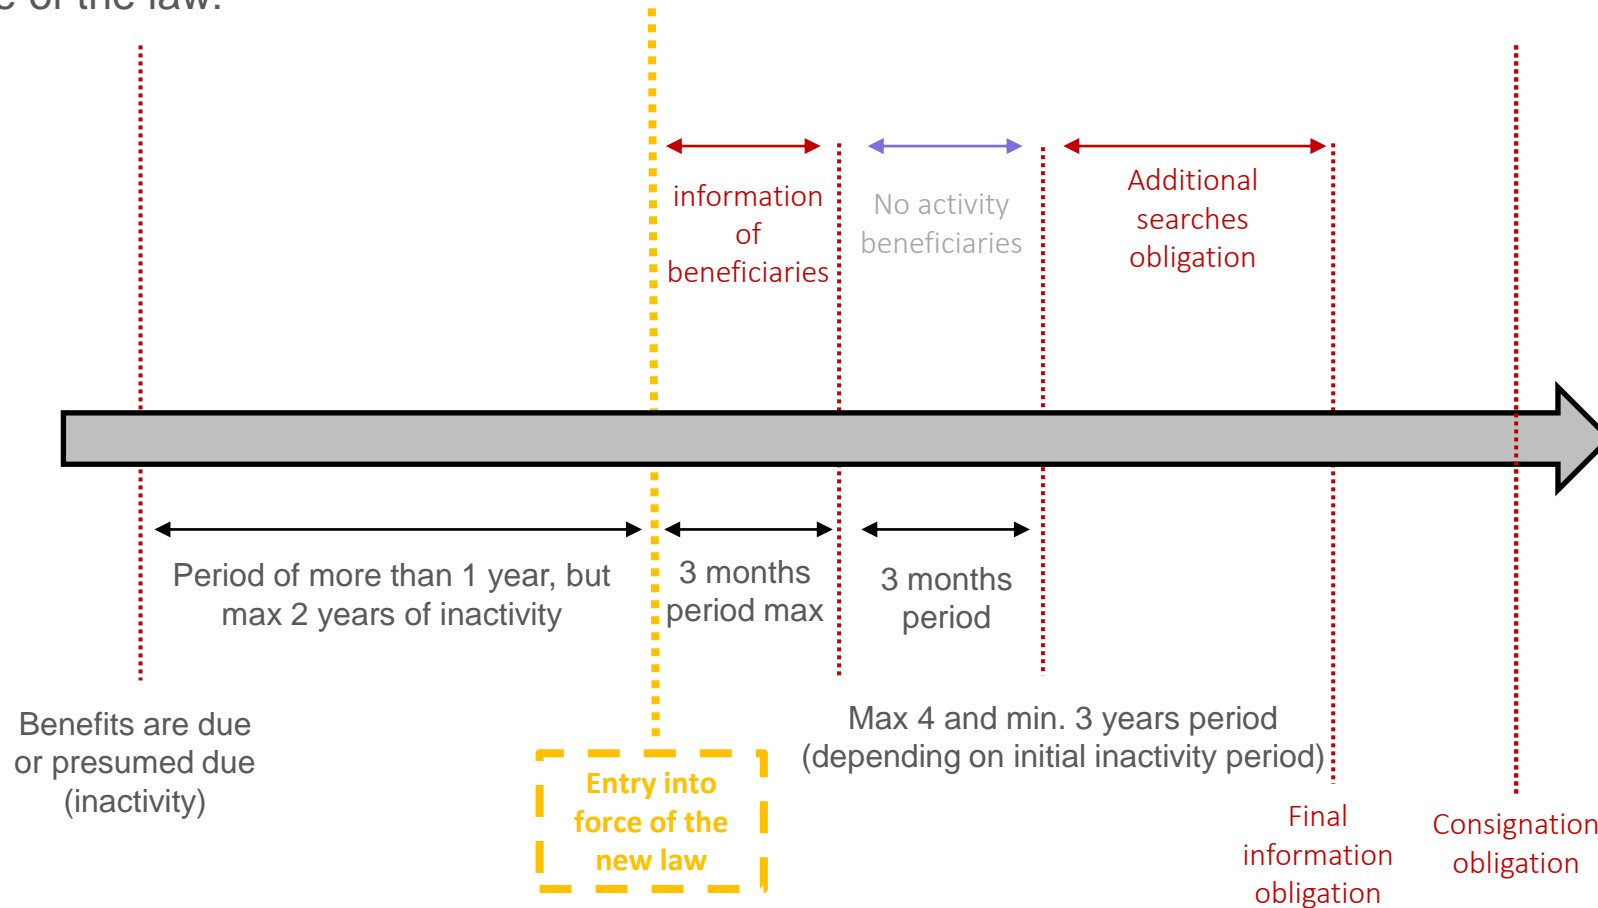 e of the law.
information
of
beneficiaries
No activity
beneficiaries
Additional
searches
obligation
Period of more than 1 year, but
max 2 years of inactivity
3 months
period max
3 months
period
Benefits are due
or presumed due
(inactivity)
Max 4 and min. 3 years period
(depending on initial inactivity period)
Entry into
force of the
new law
Final
information
obligation
Consignation
obligation